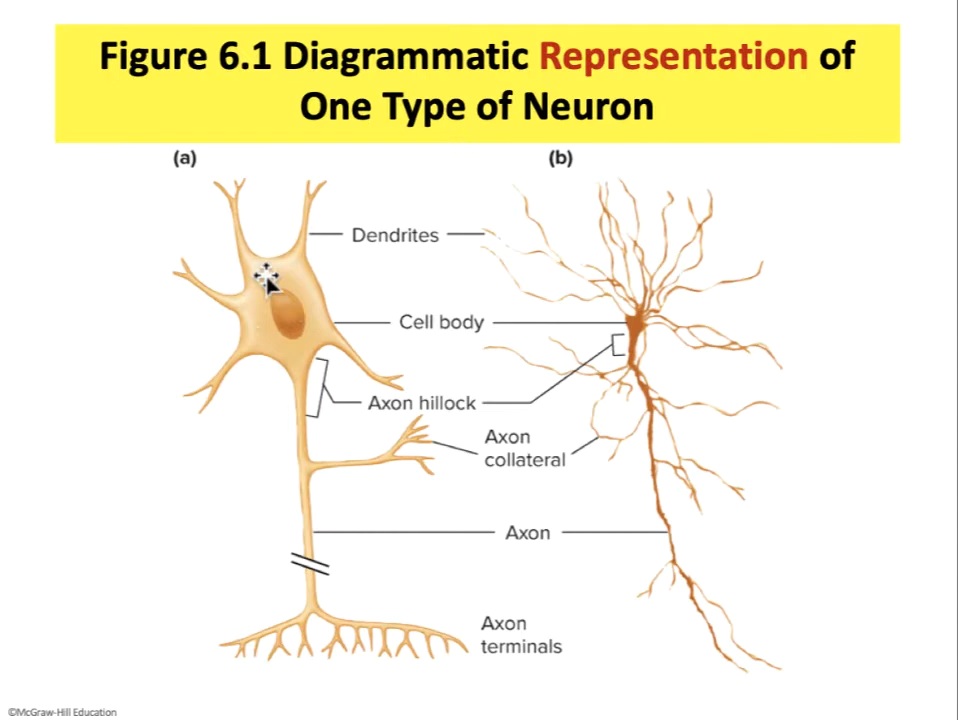 Figure 6.1 Diagrammatic Representation of
One Type of Neuron
(a)
(b)
Dendrites
Cell body
Axon hillock
Axon
collateral
Axon
Axon
terminals
©McGraw-Hill Education